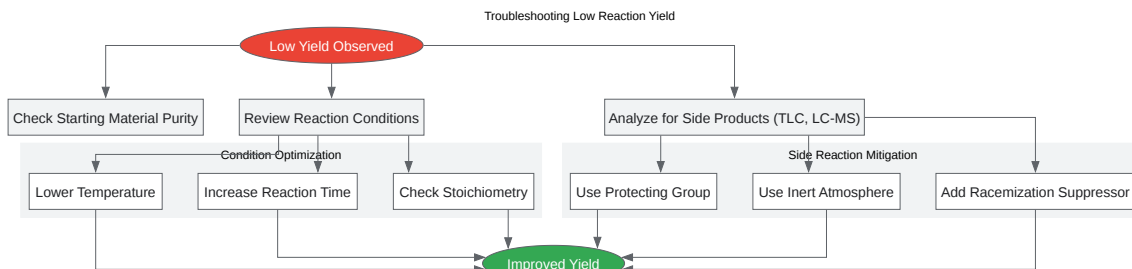 Troubleshooting Low Reaction Yield
Low Yield Observed
Check Starting Material Purity
Review Reaction Conditions
Analyze for Side Products (TLC, LC-MS)
Condition Optimization
Side Reaction Mitigation
Lower Temperature
Increase Reaction Time
Check Stoichiometry
Use Protecting Group
Use Inert Atmosphere
Add Racemization Suppressor
Improved Yield